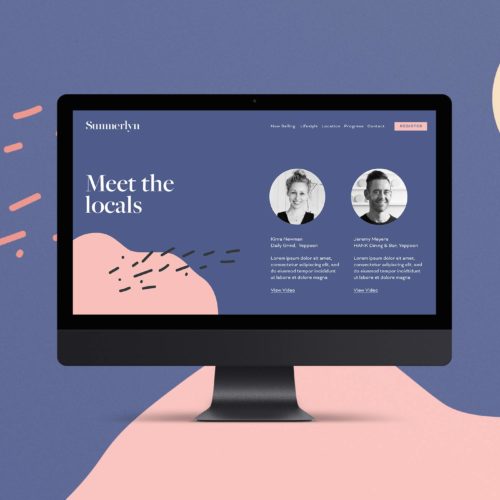 Summerlyn
Now Selling Lifestyle Location Progress Contact REGISTER
Meet the
locals
Kirra Newman
Daily Grind, Yeppoon
Lorem ipsum dolor sit amet,
consectetur adipiscing elit, sed
do eiusmod tempor incididunt
ut labore et dolore magna
View Video
Jeremy Meyers
HANK Dining & Bar, Yeppoon
Lorem ipsum dolor sit amet,
consectetur adipiscing elit, sed
do eiusmod tempor incididunt
ut labore et dolore magna
View Video